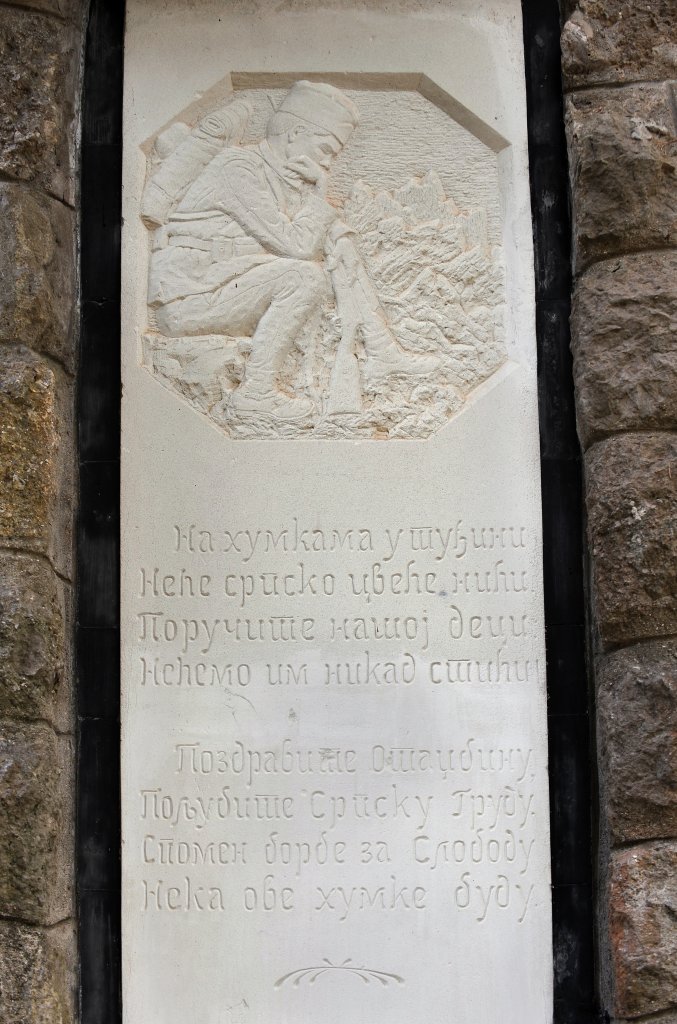 На хумкама у туђини
Неће српско цвеће нићи.
Поручите нашој деци:
Нећемо им никад стићи.
Поздравите Отаџбину,
Пољубите Српску Груду.
Спомен борбе за Слободу
Нека ове хумке буду.